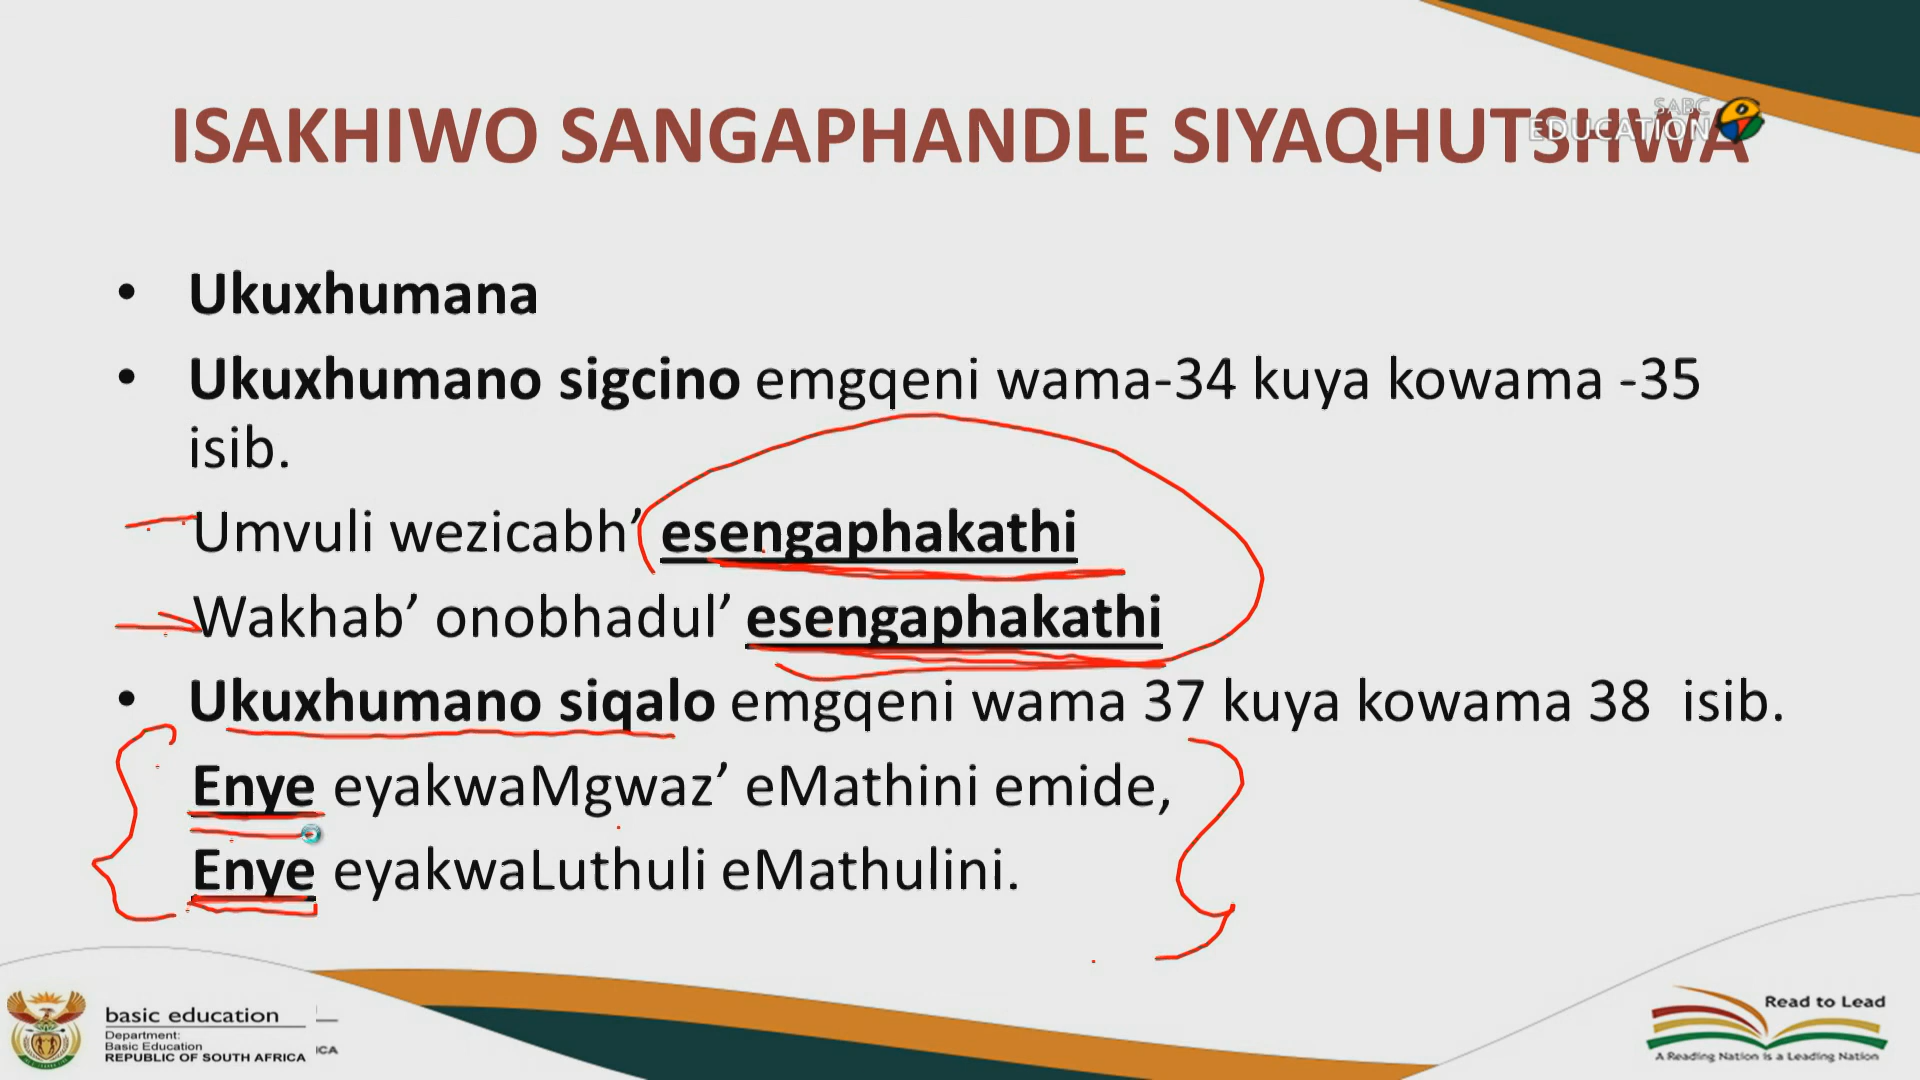 ISAKHIWO SANGAPHANDLE SIYAQHUTSHWA
SABC
EDUCATION
• Ukuxhumana
• Ukuxhumano sigcino emgqeni wama-34 kuya kowama -35
isib.
Umvuli wezicabh’ esengaphakathi
Wakhab’ onobhadul’ esengaphakathi
• Ukuxhumano siqalo emgqeni wama 37 kuya kowama 38 isib.
Enye eyakwaMgwaz’ eMathini emide,
Enye eyakwaLuthuli eMathulini.
basic education
Department:
Basic Education
REPUBLIC OF SOUTH AFRICA
ICA
Read to Lead
A Reading Nation is a Leading Nation